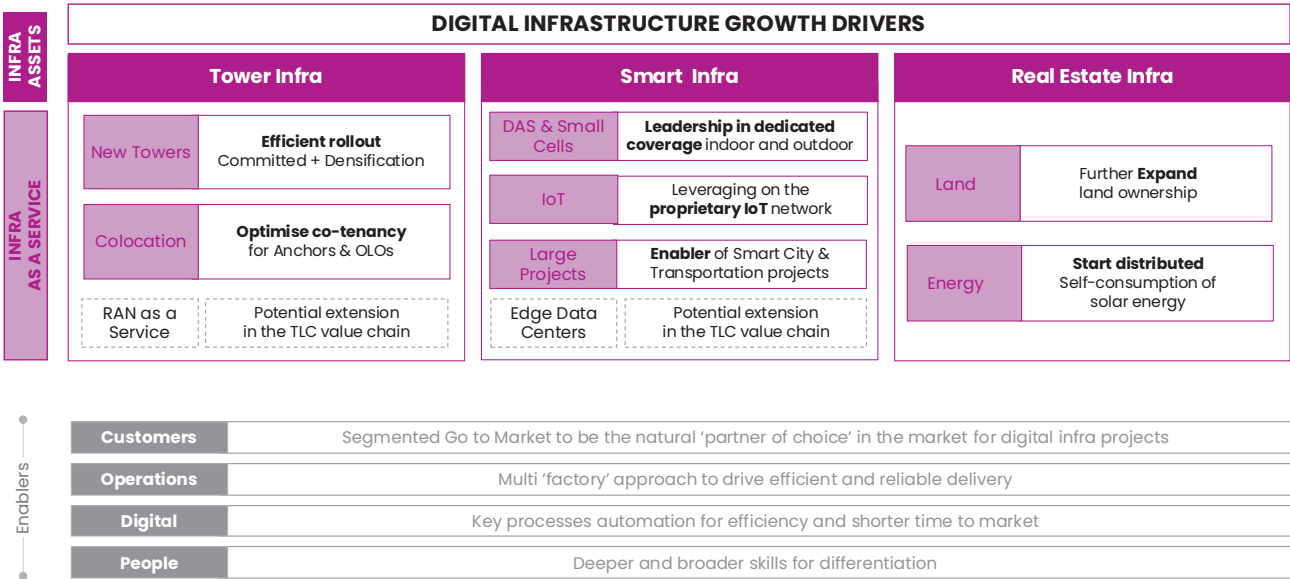 DIGITAL INFRASTRUCTURE GROWTH DRIVERS
INFRA
ASSETS
Tower Infra
Smart Infra
Real Estate Infra
INFRA
AS A SERVICE
New Towers
Efficient rollout
Committed + Densification
Colocation
Optimise co-tenancy
for Anchors & OLOs
RAN as a
Service
Potential extension
in the TLC value chain
DAS & Small
Cells
Leadership in dedicated
coverage indoor and outdoor
IoT
Leveraging on the
proprietary IoT network
Large
Projects
Enabler of Smart City &
Transportation projects
Edge Data
Centers
Potential extension
in the TLC value chain
Land
Further Expand
land ownership
Energy
Start distributed
Self-consumption of
solar energy
Enablers
Customers
Segmented Go to Market to be the natural ‘partner of choice’ in the market for digital infra projects
Operations
Multi ‘factory’ approach to drive efficient and reliable delivery
Digital
Key processes automation for efficiency and shorter time to market
People
Deeper and broader skills for differentiation